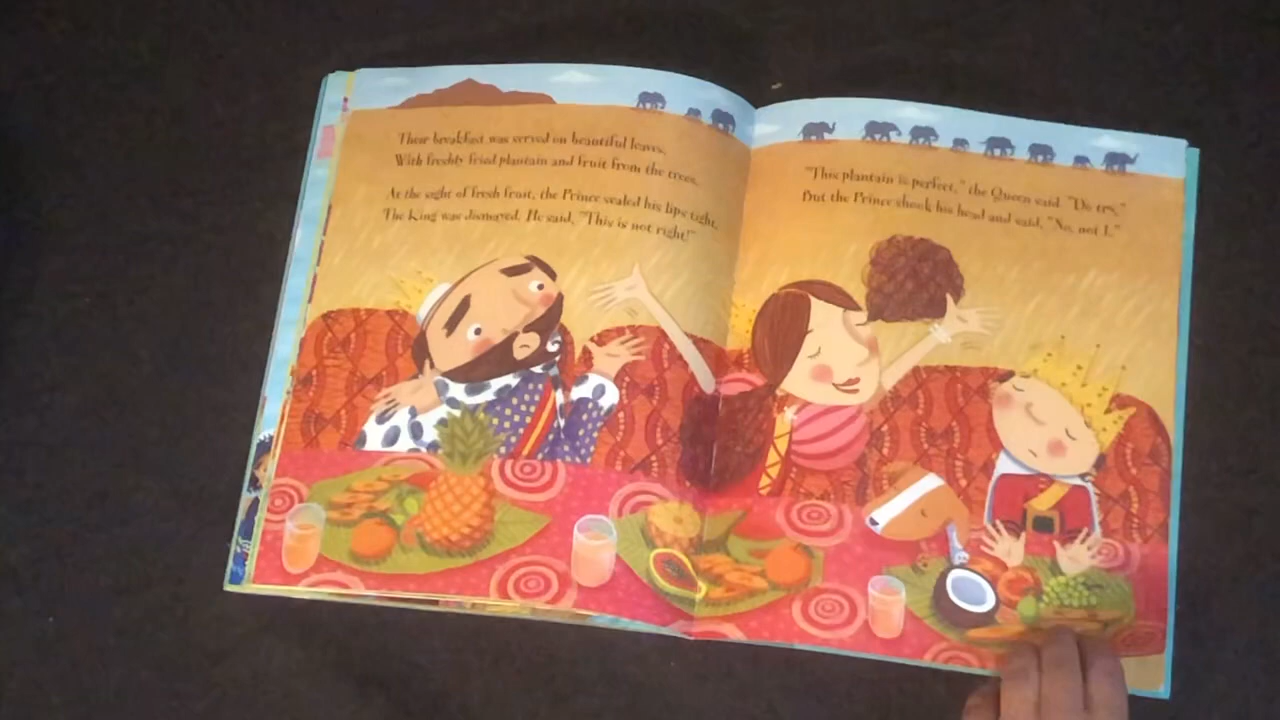 Their breakfast was served on beautiful leaves,
With freshly fried plantain and fruit from the trees.
At the sight of fresh fruit, the Prince sealed his lips tight,
The King was dismayed. He said, "This is not right!"
"This plantain is perfect," the Queen said. "Do try."
But the Prince shook his head and said, "No, not I."